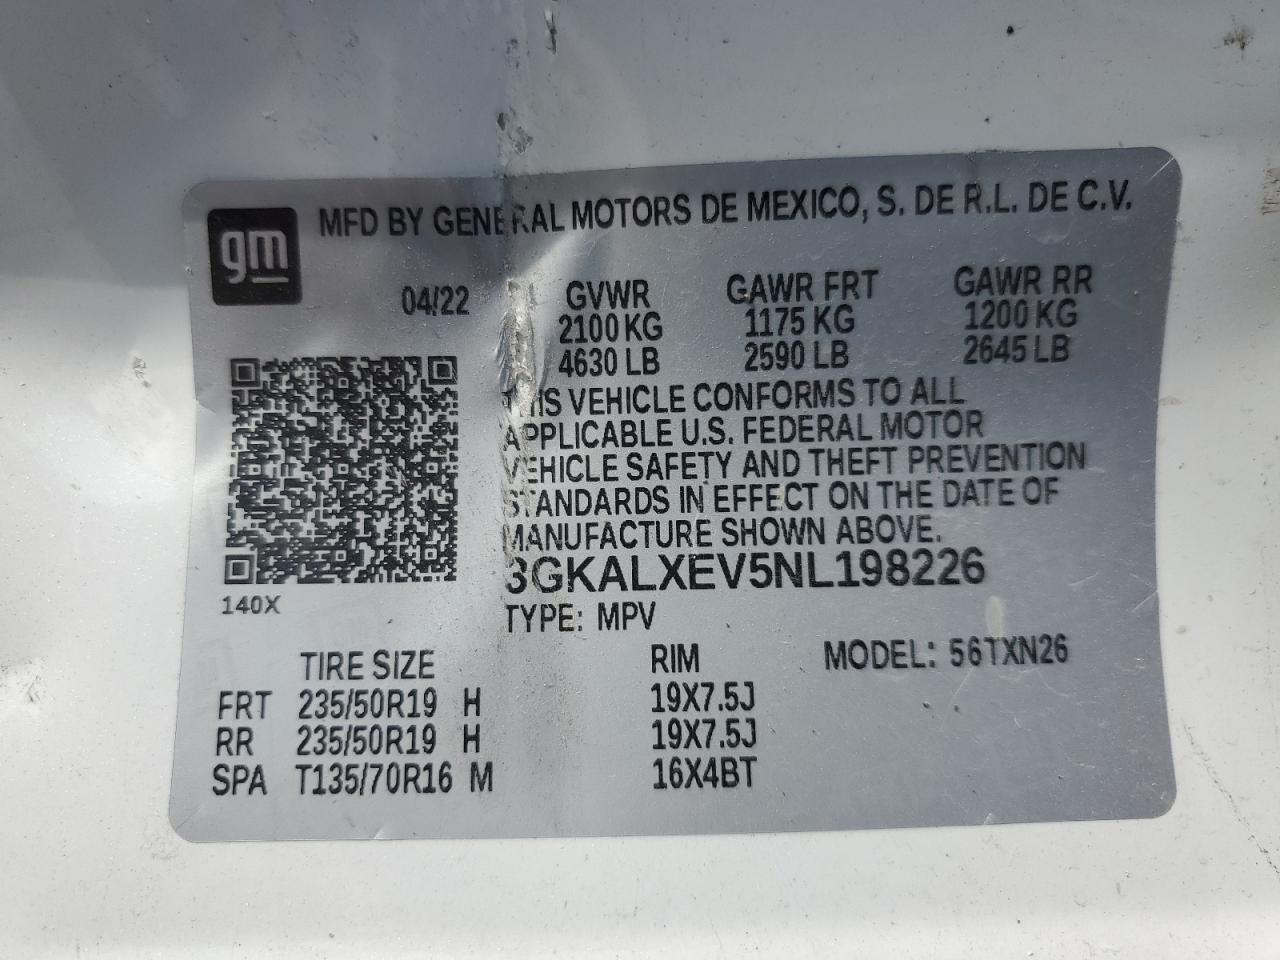 gm
MFD BY GENERAL MOTORS DE MEXICO, S. DE R.L. DE C.V.
04/22
GVWR GAWR FRT GAWR RR
2100 KG 1175 KG 1200 KG
4630 LB 2590 LB 2645 LB
THIS VEHICLE CONFORMS TO ALL
APPLICABLE U.S. FEDERAL MOTOR
VEHICLE SAFETY AND THEFT PREVENTION
STANDARDS IN EFFECT ON THE DATE OF
MANUFACTURE SHOWN ABOVE.
3GKALXEV5NL198226
140X
TYPE: MPV
MODEL: 56TXN26
TIRE SIZE RIM
FRT 235/50R19 H 19X7.5J
RR 235/50R19 H 19X7.5J
SPA T135/70R16 M 16X4BT